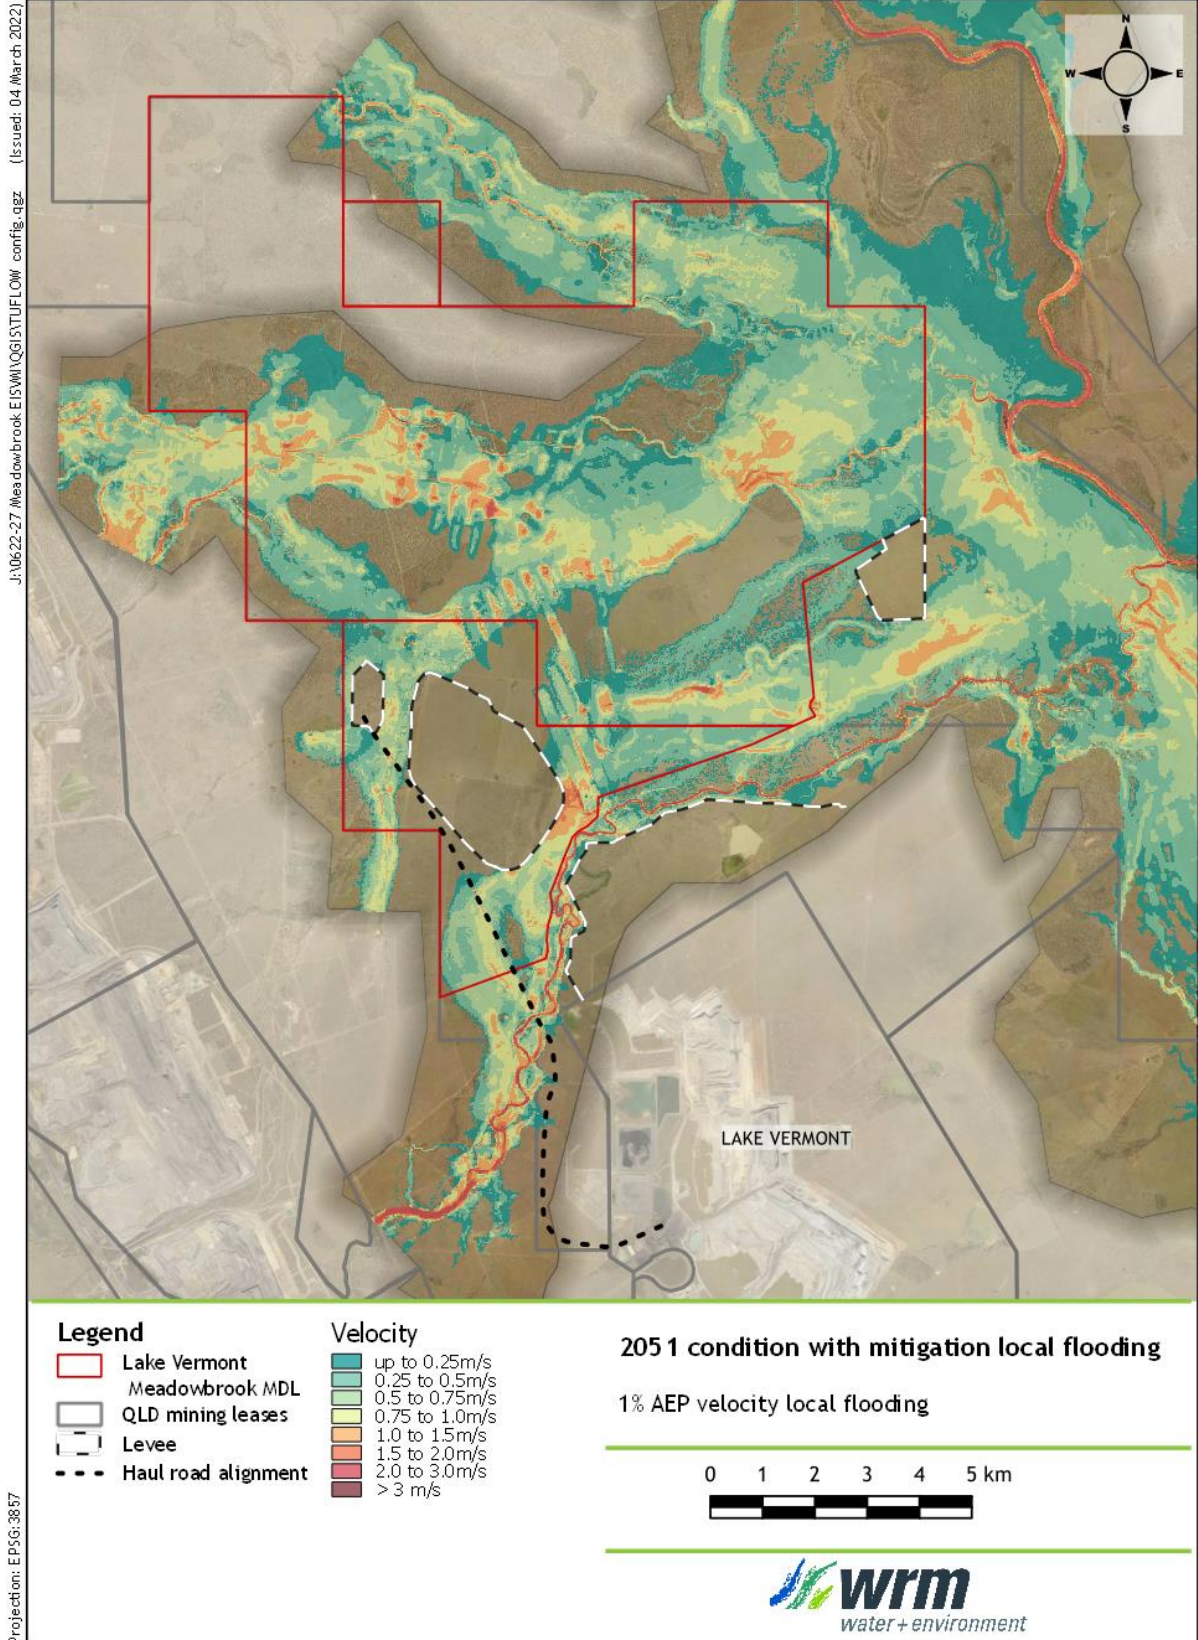 J:\0622-27 Meadowbrook EIS\WI\QGIS\TUFLOW config.qgz (Issued: 04 March 2022)
Projection: EPSG:3857
N
W E
S
LAKE VERMONT
Legend
Lake Vermont
Meadowbrook MDL
QLD mining leases
Levee
Haul road alignment
Velocity
up to 0.25m/s
0.25 to 0.5m/s
0.5 to 0.75m/s
0.75 to 1.0m/s
1.0 to 1.5m/s
1.5 to 2.0m/s
2.0 to 3.0m/s
> 3 m/s
2051 condition with mitigation local flooding
1% AEP velocity local flooding
0 1 2 3 4 5 km
wrm
water + environment